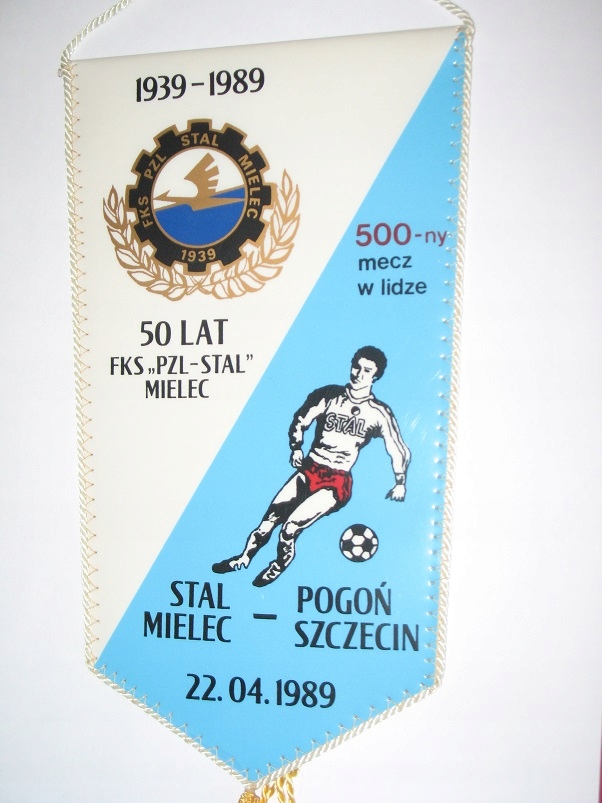 1939-1989
FKS PZL STAL MIELEC
1939
500-ny
mecz
w lidze
50 LAT
FKS „PZL-STAL”
MIELEC
STAL
STAL MIELEC – POGOŃ SZCZECIN
22.04.1989